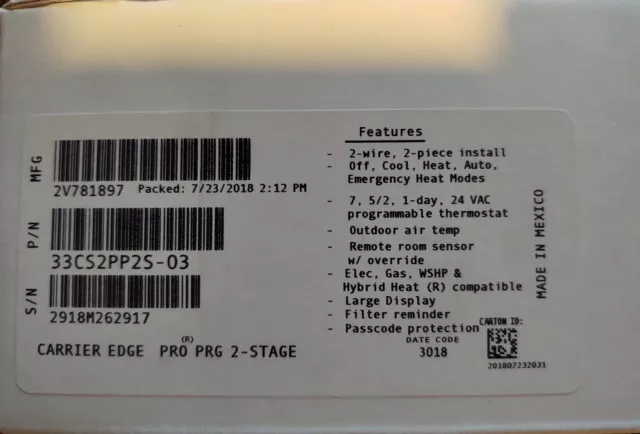 MFG
2V781897 Packed: 7/23/2018 2:12 PM
P/N
33CS2PP2S-03
S/N
2918M262917
CARRIER EDGE (R) PRO PRG 2-STAGE
Features
- 2-wire, 2-piece install
- Off, Cool, Heat, Auto,
Emergency Heat Modes
- 7, 5/2, 1-day, 24 VAC
programmable thermostat
- Outdoor air temp
- Remote room sensor
w/ override
- Elec, Gas, WSHP &
Hybrid Heat (R) compatible
- Large Display
- Filter reminder
- Passcode protection
DATE CODE
3018
CARTON ID:
201807232031
MADE IN MEXICO